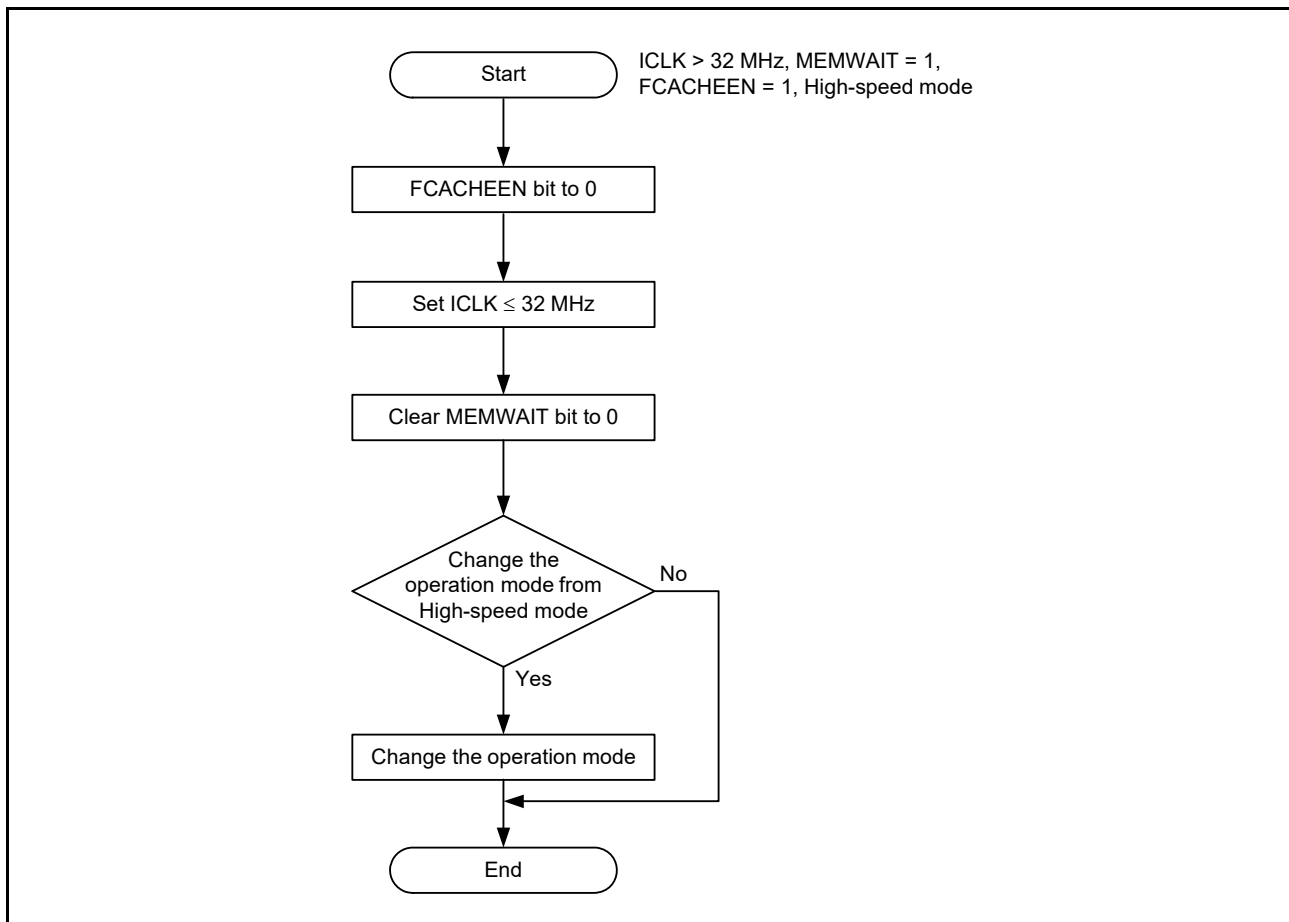 Start
ICLK > 32 MHz, MEMWAIT = 1,
FCACHEEN = 1, High-speed mode
FCACHEEN bit to 0
Set ICLK ≤ 32 MHz
Clear MEMWAIT bit to 0
Change the
operation mode from
High-speed mode
No
Yes
Change the operation mode
End